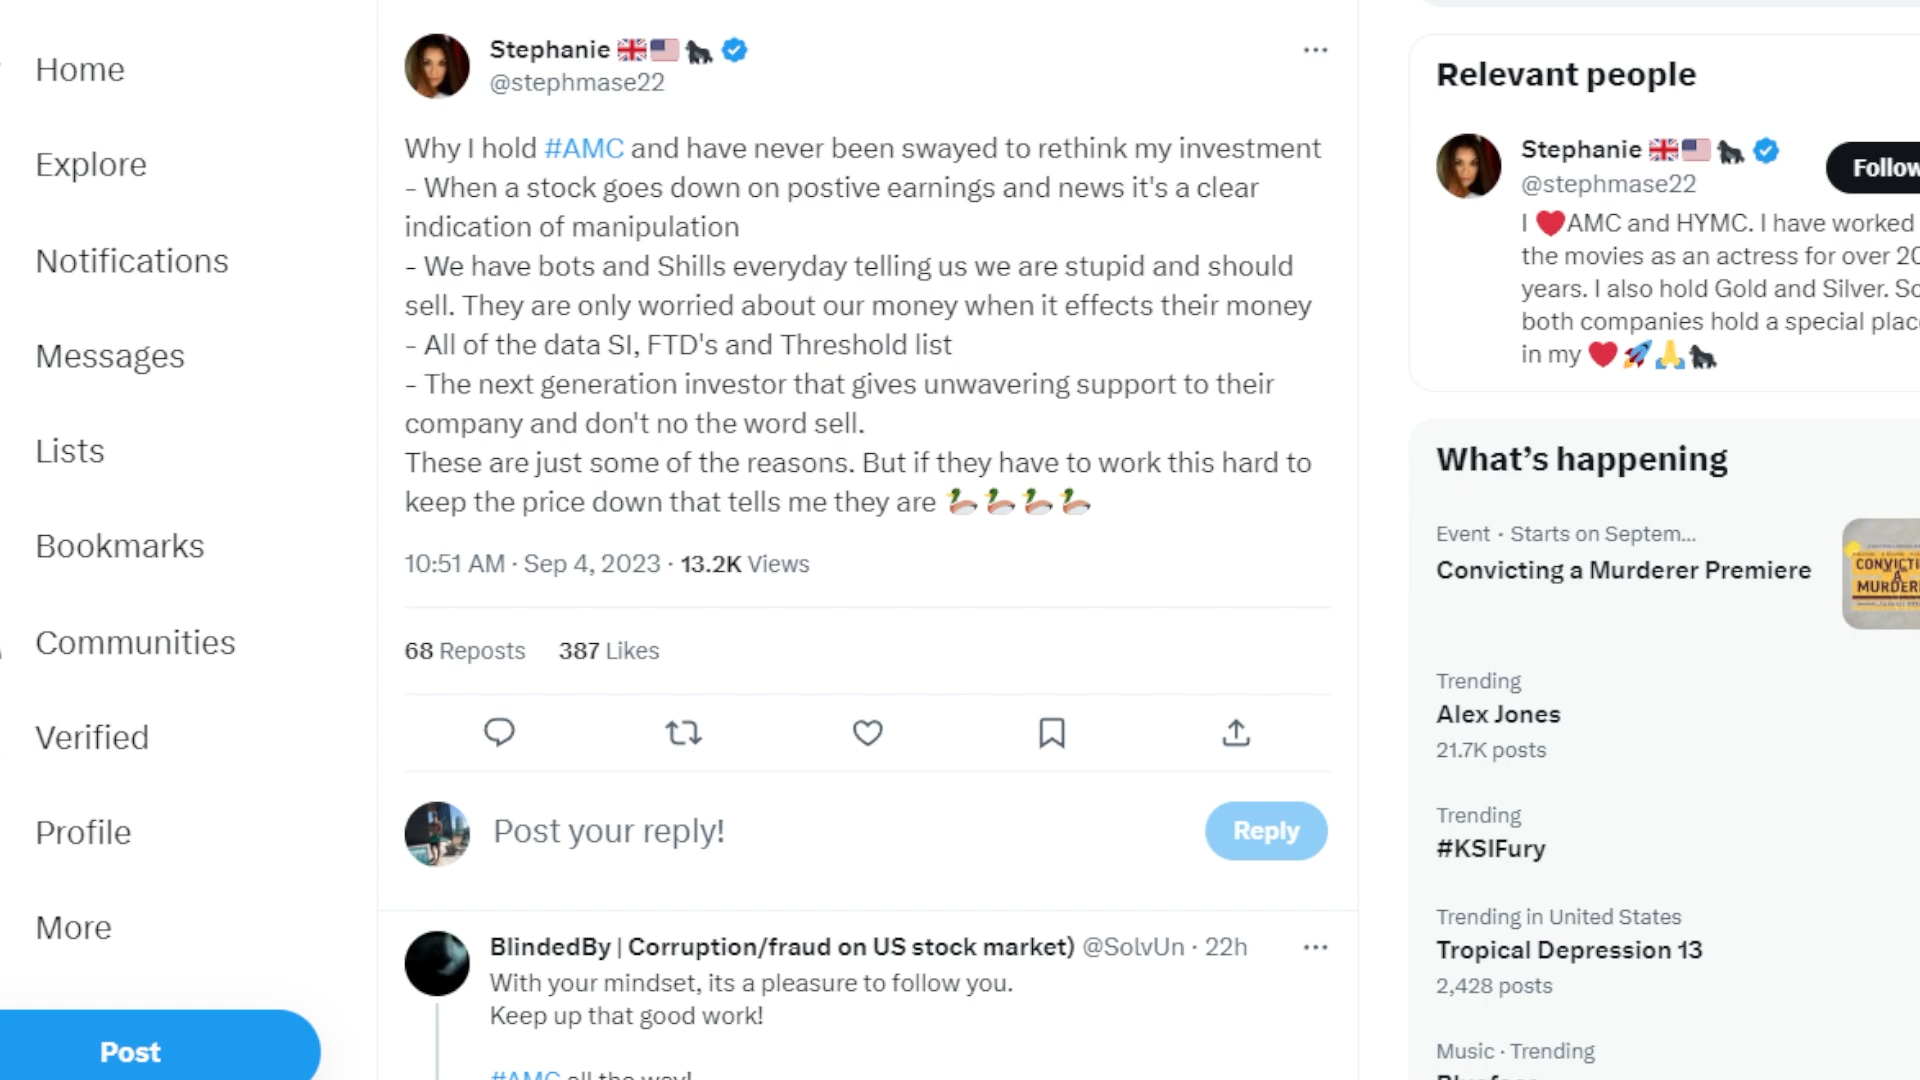 Home
Explore
Notifications
Messages
Lists
Bookmarks
Communities
Verified
Profile
More
Post
Stephanie
@stephmase22
Why I hold #AMC and have never been swayed to rethink my investment
- When a stock goes down on postive earnings and news it's a clear
indication of manipulation
- We have bots and Shills everyday telling us we are stupid and should
sell. They are only worried about our money when it effects their money
- All of the data SI, FTD's and Threshold list
- The next generation investor that gives unwavering support to their
company and don't no the word sell.
These are just some of the reasons. But if they have to work this hard to
keep the price down that tells me they are
10:51 AM · Sep 4, 2023 · 13.2K Views
68 Reposts 387 Likes
Post your reply!
Reply
BlindedBy | Corruption/fraud on US stock market) @SolvUn · 22h
With your mindset, its a pleasure to follow you.
Keep up that good work!
#AMC all the way!
Relevant people
Stephanie
Follow
@stephmase22
I AMC and HYMC. I have worked
the movies as an actress for over 20
years. I also hold Gold and Silver. So
both companies hold a special place
in my
What's happening
Event · Starts on Septem...
Convicting a Murderer Premiere
Trending
Alex Jones
21.7K posts
Trending
#KSIFury
Trending in United States
Tropical Depression 13
2,428 posts
Music · Trending